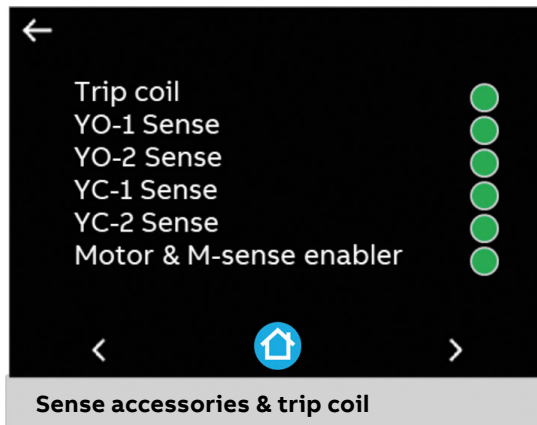 Trip coil
YO-1 Sense
YO-2 Sense
YC-1 Sense
YC-2 Sense
Motor & M-sense enabler
Sense accessories & trip coil